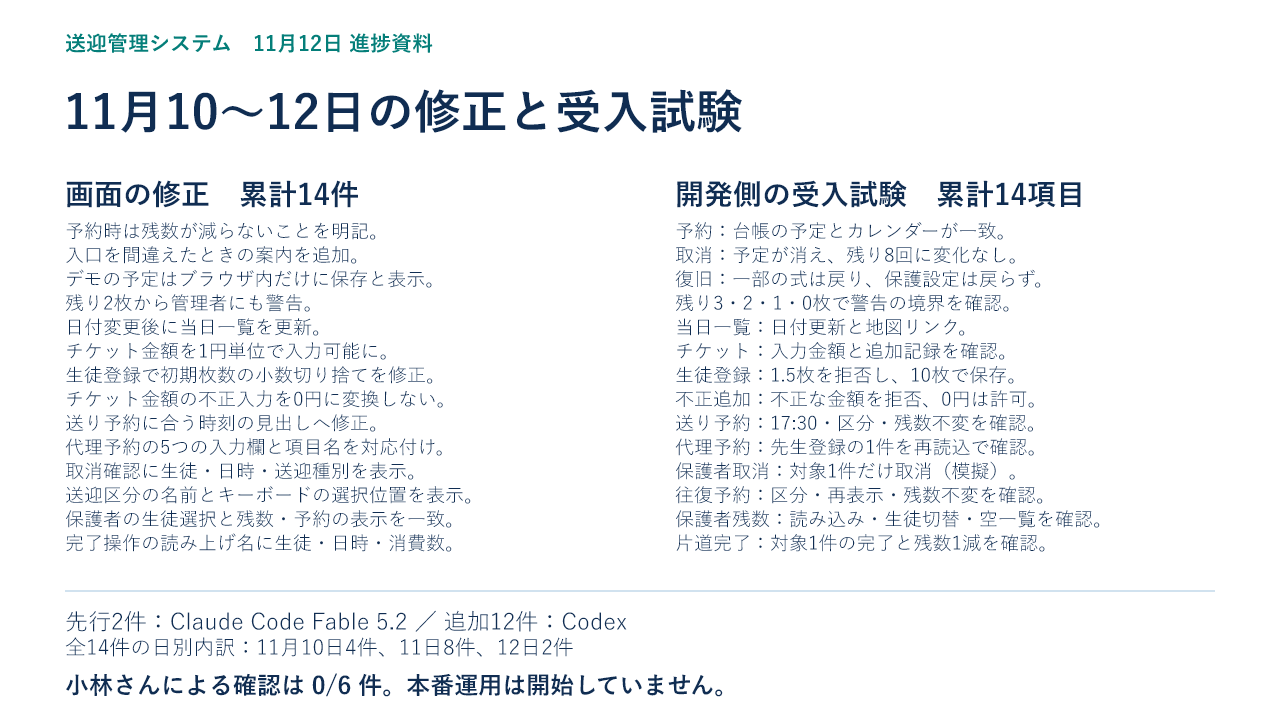 送迎管理システム　11月12日 進捗資料
11月10〜12日の修正と受入試験
画面の修正　累計14件
予約時は残数が減らないことを明記。
入口を間違えたときの案内を追加。
デモの予定はブラウザ内だけに保存と表示。
残り2枚から管理者にも警告。
日付変更後に当日一覧を更新。
チケット金額を1円単位で入力可能に。
生徒登録で初期枚数の小数切り捨てを修正。
チケット金額の不正入力を0円に変換しない。
送り予約に合う時刻の見出しへ修正。
代理予約の5つの入力欄と項目名を対応付け。
取消確認に生徒・日時・送迎種別を表示。
送迎区分の名前とキーボードの選択位置を表示。
保護者の生徒選択と残数・予約の表示を一致。
完了操作の読み上げ名に生徒・日時・消費数。
開発側の受入試験　累計14項目
予約：台帳の予定とカレンダーが一致。
取消：予定が消え、残り8回に変化なし。
復旧：一部の式は戻り、保護設定は戻らず。
残り3・2・1・0枚で警告の境界を確認。
当日一覧：日付更新と地図リンク。
チケット：入力金額と追加記録を確認。
生徒登録：1.5枚を拒否し、10枚で保存。
不正追加：不正な金額を拒否、0円は許可。
送り予約：17:30・区分・残数不変を確認。
代理予約：先生登録の1件を再読込で確認。
保護者取消：対象1件だけ取消（模擬）。
往復予約：区分・再表示・残数不変を確認。
保護者残数：読み込み・生徒切替・空一覧を確認。
片道完了：対象1件の完了と残数1減を確認。
先行2件：Claude Code Fable 5.2 ／ 追加12件：Codex
全14件の日別内訳：11月10日4件、11日8件、12日2件
小林さんによる確認は 0/6 件。本番運用は開始していません。